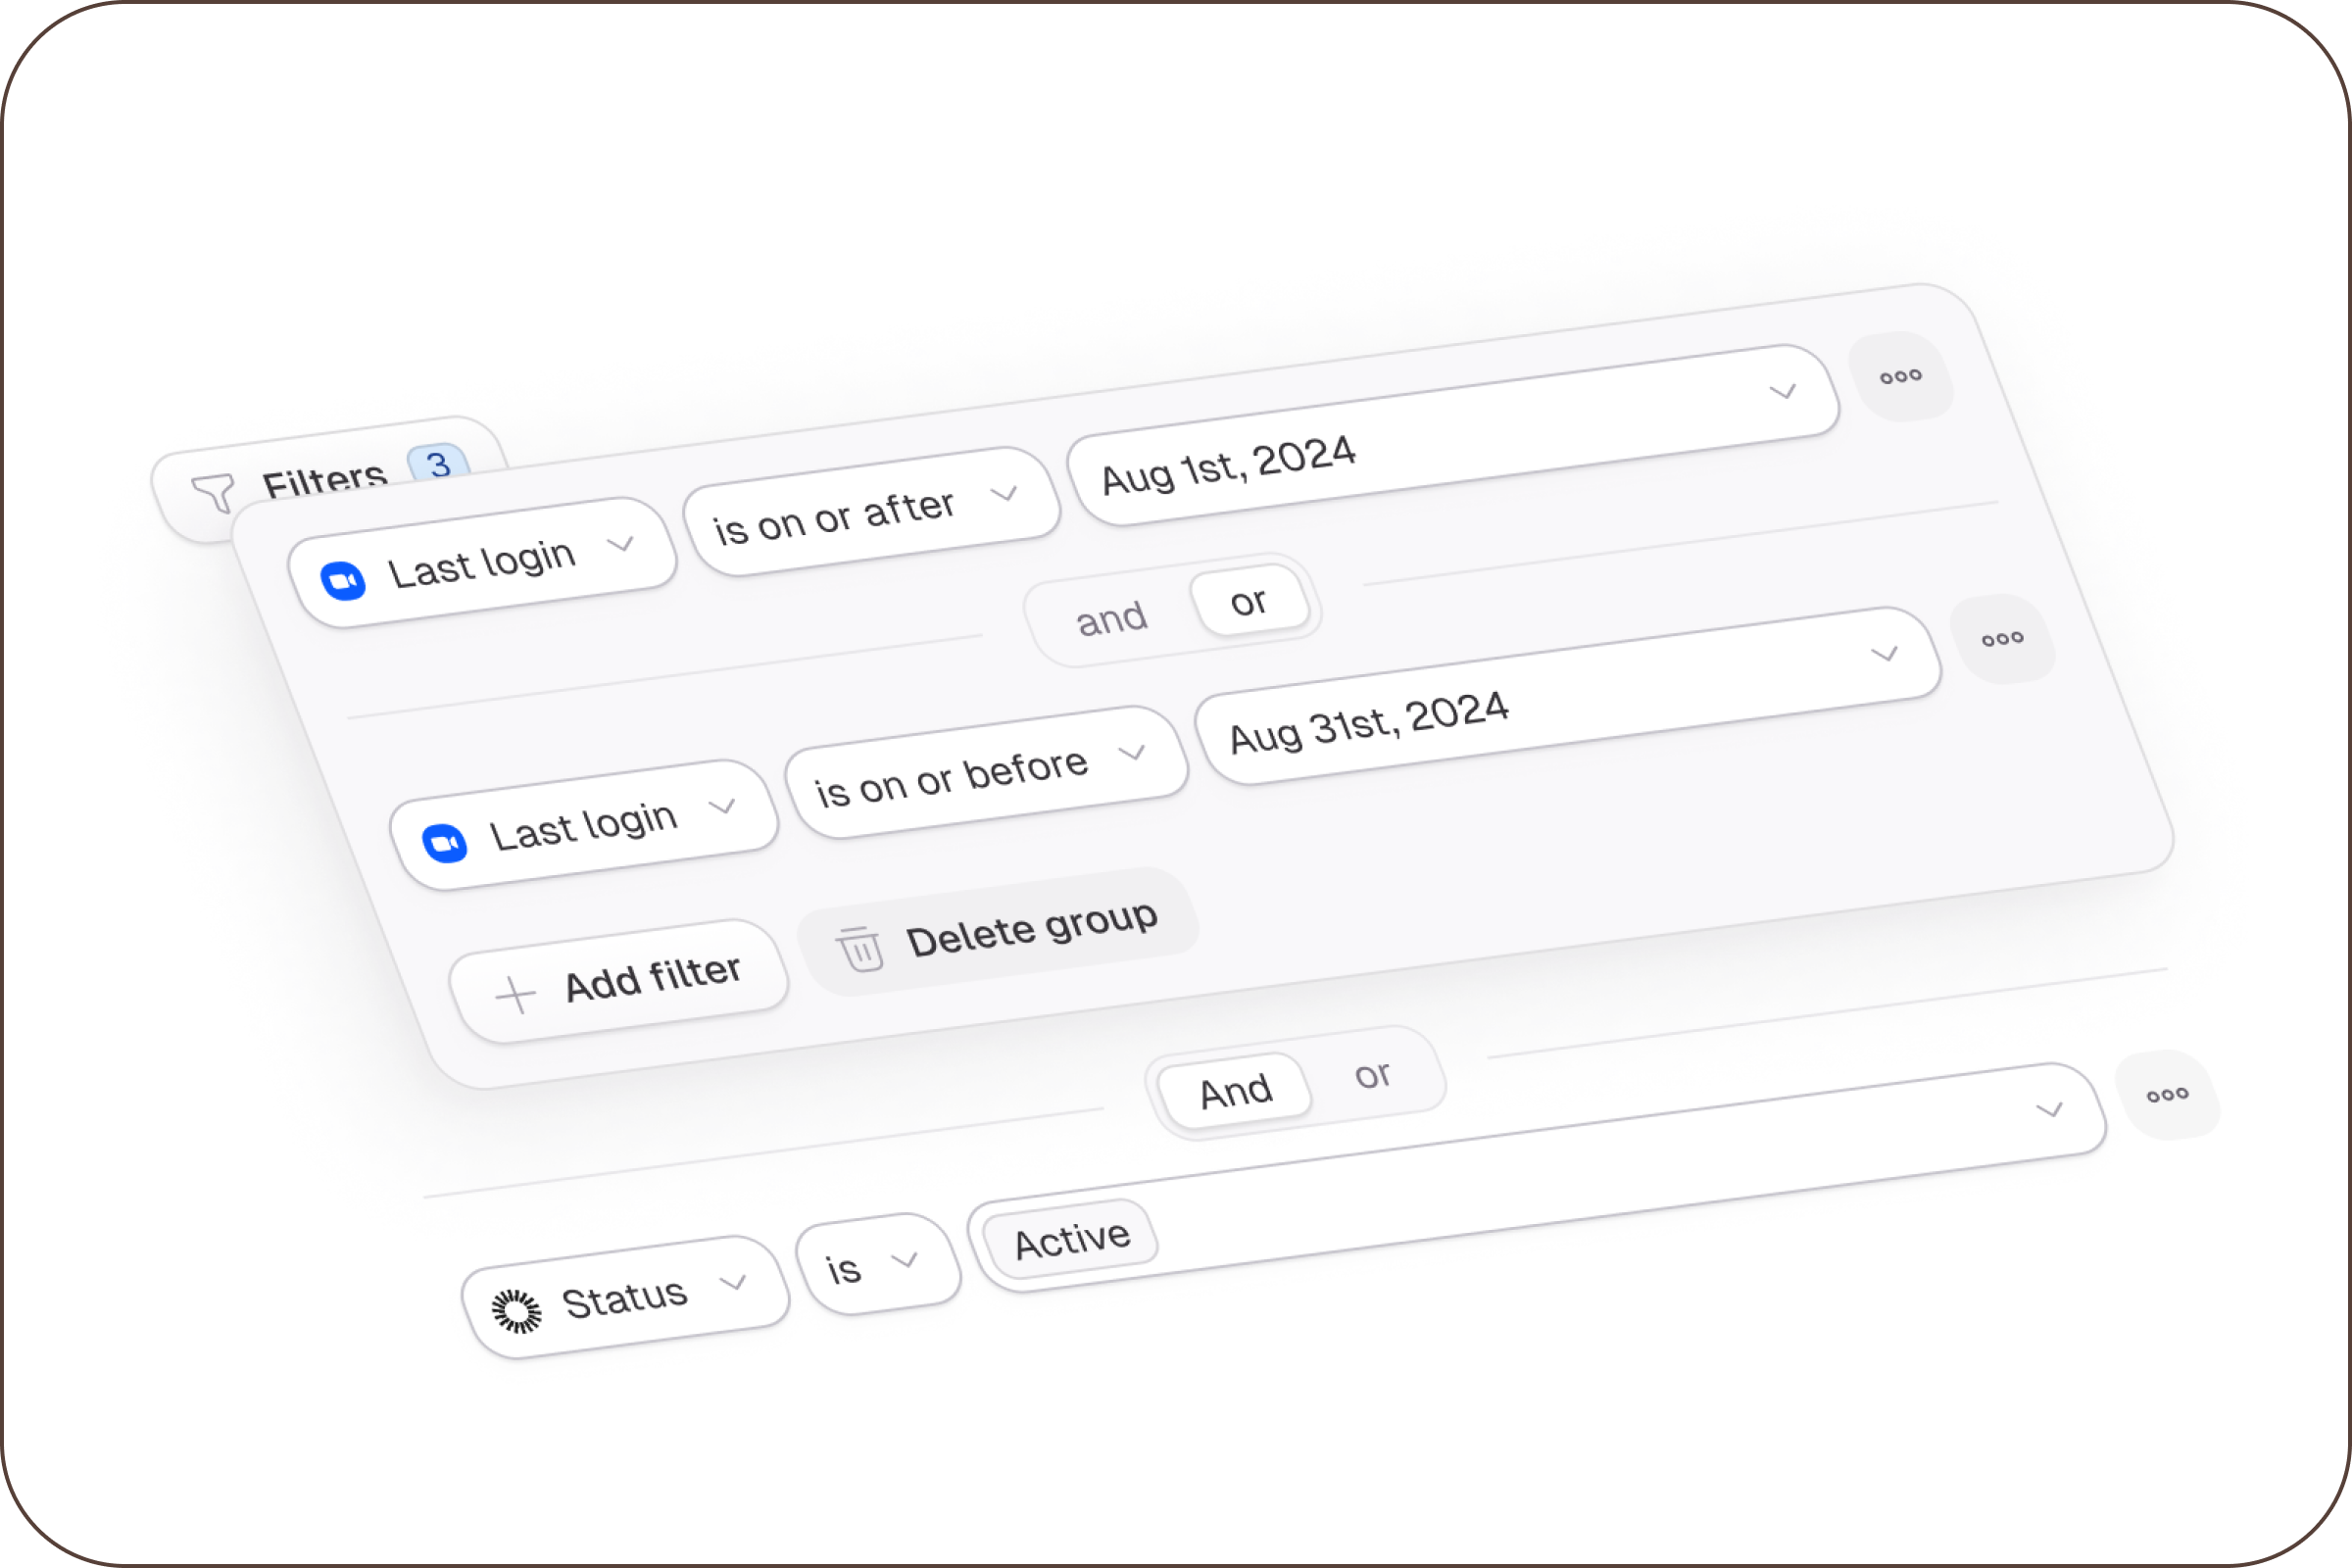 Filters 3
Last login is on or after Aug 1st, 2024
and or
Last login is on or before Aug 31st, 2024
Add filter Delete group
And or
Status is Active